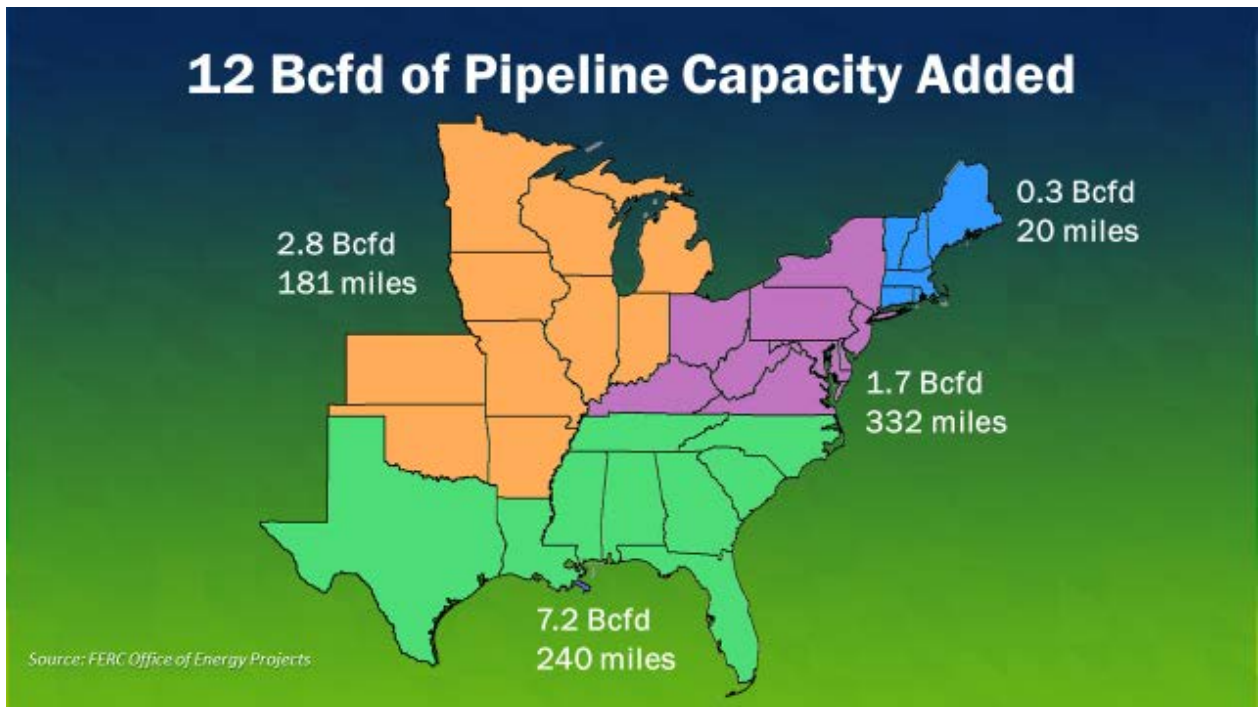 12 Bcfd of Pipeline Capacity Added
0.3 Bcfd
20 miles
2.8 Bcfd
181 miles
1.7 Bcfd
332 miles
7.2 Bcfd
240 miles
Source: FERC Office of Energy Projects